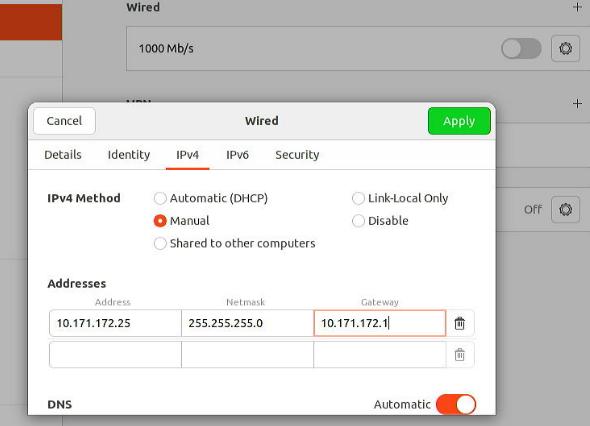 Wired
1000 Mb/s
VPN
Cancel Wired Apply
Details Identity IPv4 IPv6 Security
IPv4 Method Automatic (DHCP) Link-Local Only
Manual Disable
Shared to other computers
Off
Addresses
Address Netmask Gateway
10.171.172.25 255.255.255.0 10.171.172.1
DNS Automatic